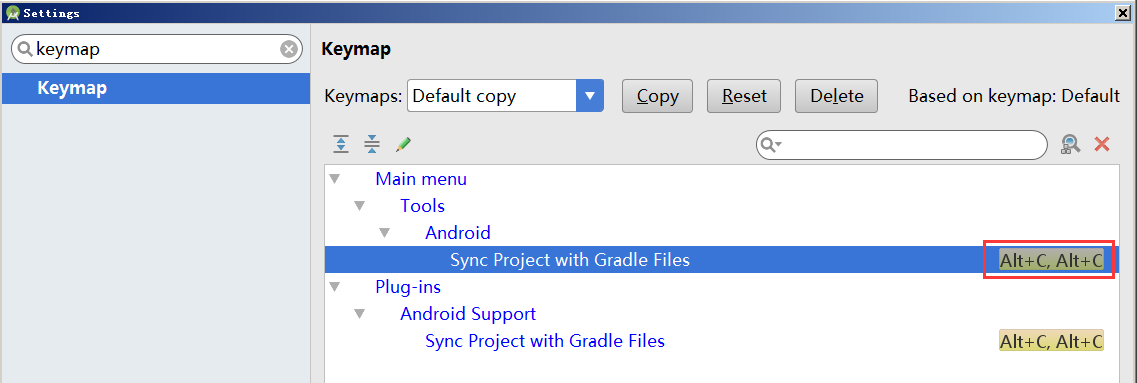 Settings
keymap
Keymap
Keymap
Keymaps: Default copy Copy Reset Delete Based on keymap: Default
Main menu
Tools
Android
Sync Project with Gradle Files Alt+C, Alt+C
Plug-ins
Android Support
Sync Project with Gradle Files Alt+C, Alt+C